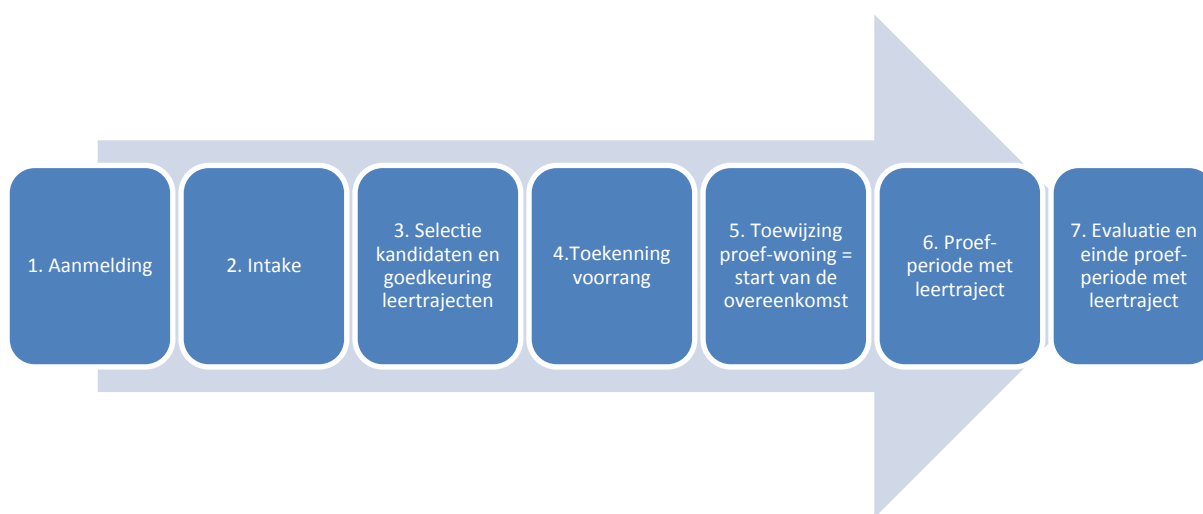 1. Aanmelding
2. Intake
3. Selectie
kandidaten en
goedkeuring
leertrajecten
4.Toekenning
voorrang
5. Toewijzing
proef-woning =
start van de
overeenkomst
6. Proef-
periode met
leertraject
7. Evaluatie en
einde proef-
periode met
leertraject